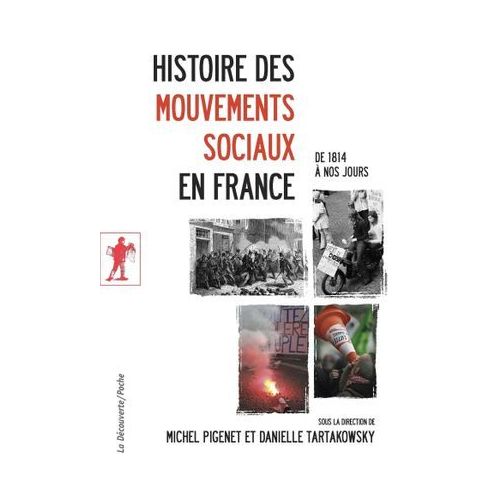 HISTOIRE DES
MOUVEMENTS
SOCIAUX
EN FRANCE
DE 1814
À NOS JOURS
La Découverte/Poche
SOUS LA DIRECTION DE
MICHEL PIGENET ET DANIELLE TARTAKOWSKY